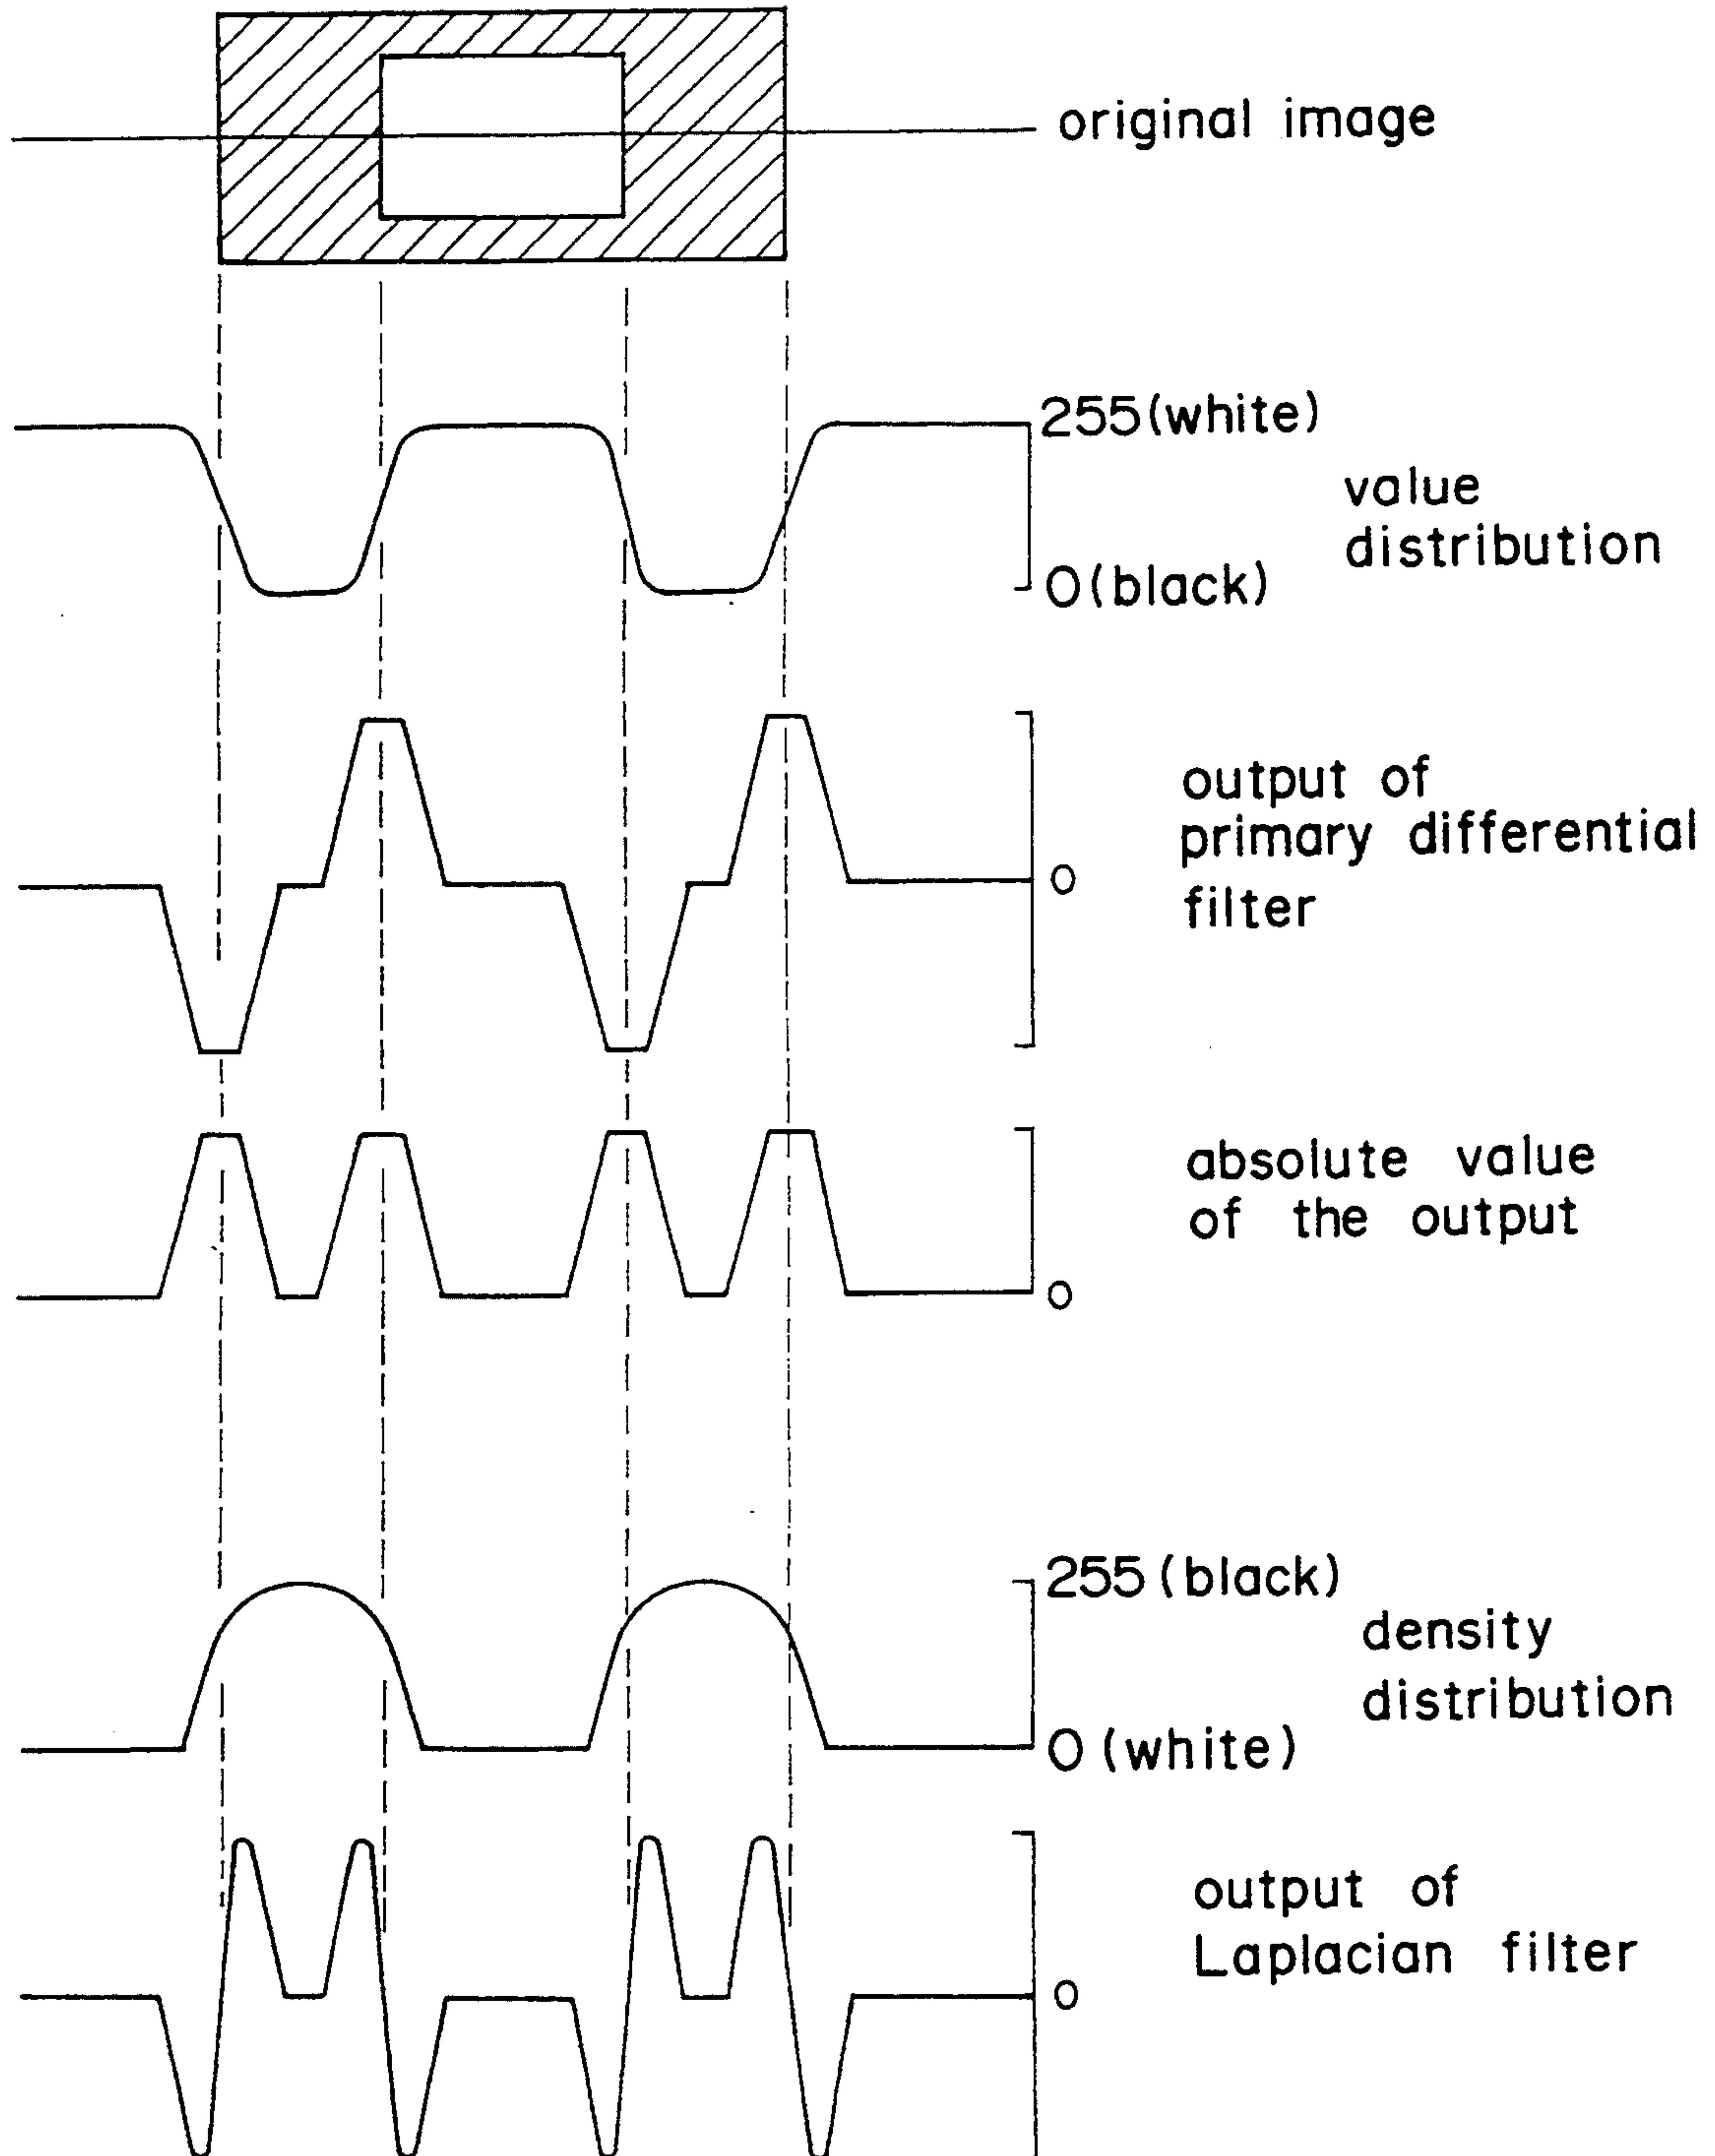 original image
255(white)
value
distribution
0(black)
output of
primary differential
0
filter
absolute value
of the output
0
255(black)
density
distribution
0(white)
output of
Laplacian filter
0